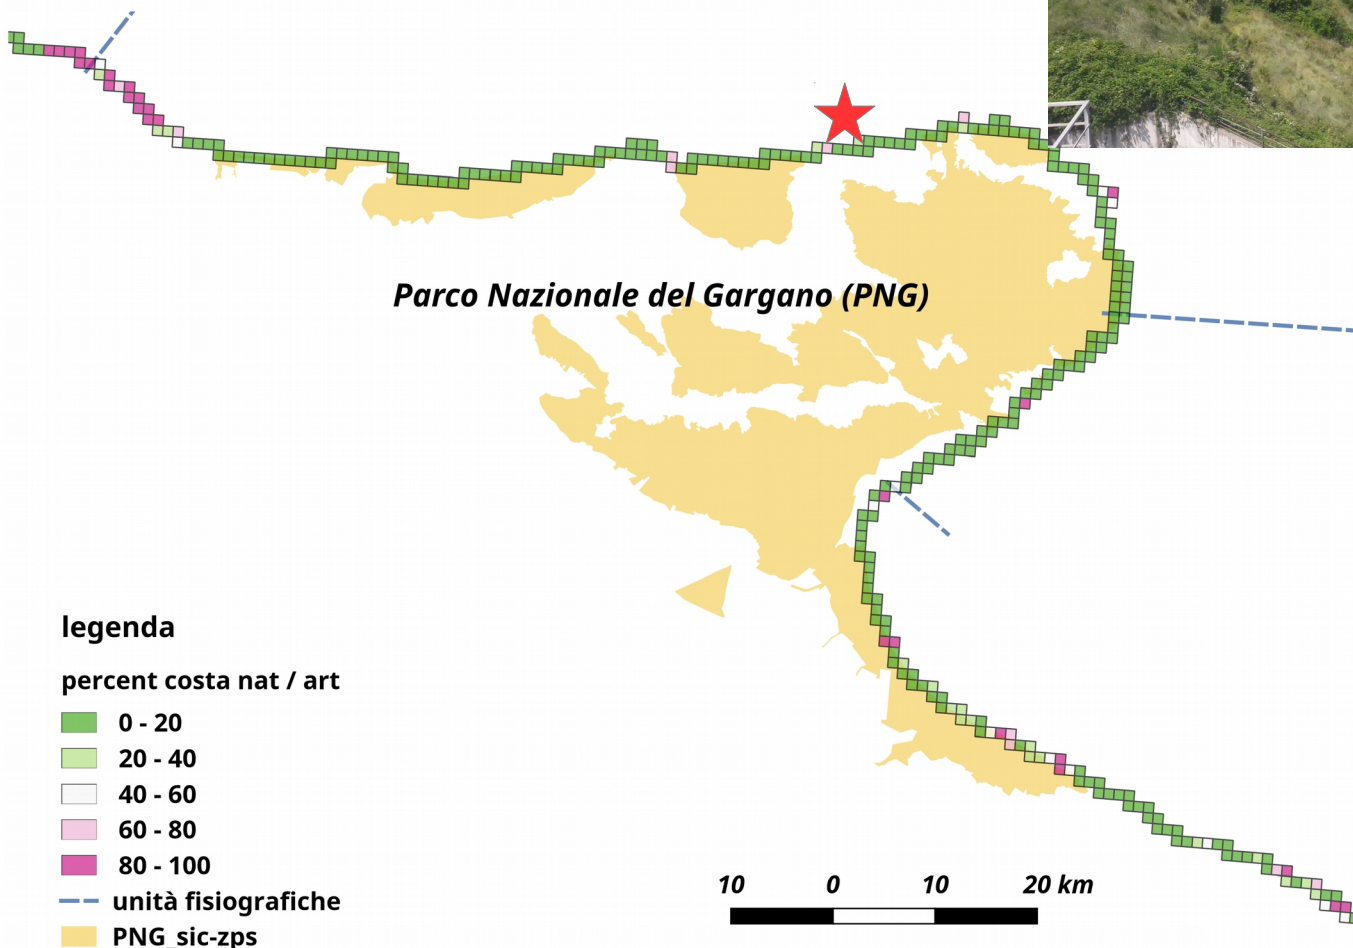 Parco Nazionale del Gargano (PNG)
legenda
percent costa nat / art
0 - 20
20 - 40
40 - 60
60 - 80
80 - 100
unità fisiografiche
PNG_sic-zps
10 0 10 20 km